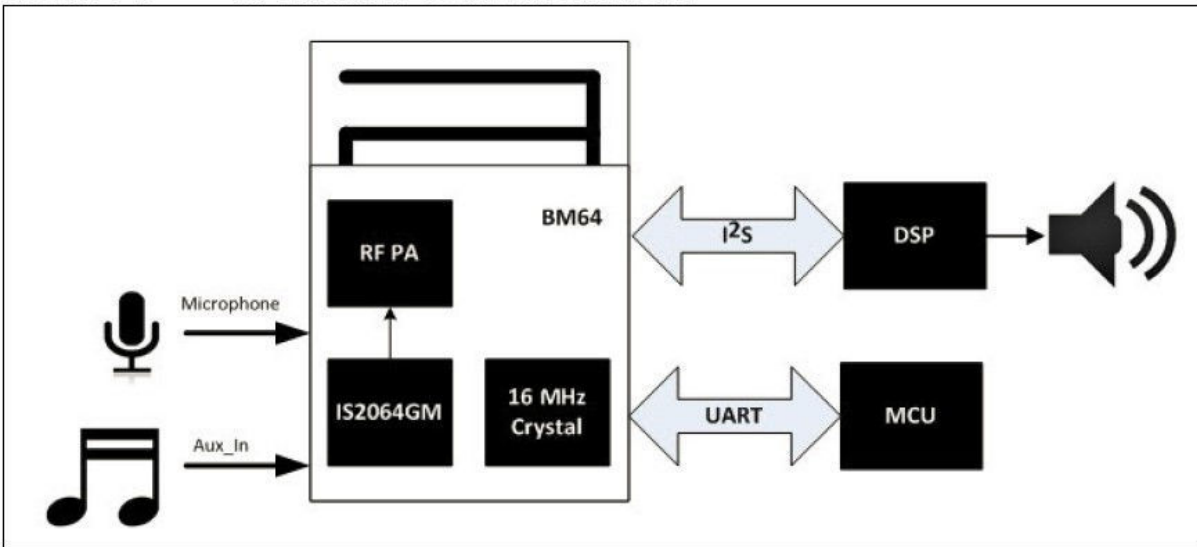 BM64
RF PA
I²S
DSP
Microphone
IS2064GM
16 MHz
Crystal
UART
MCU
Aux_In